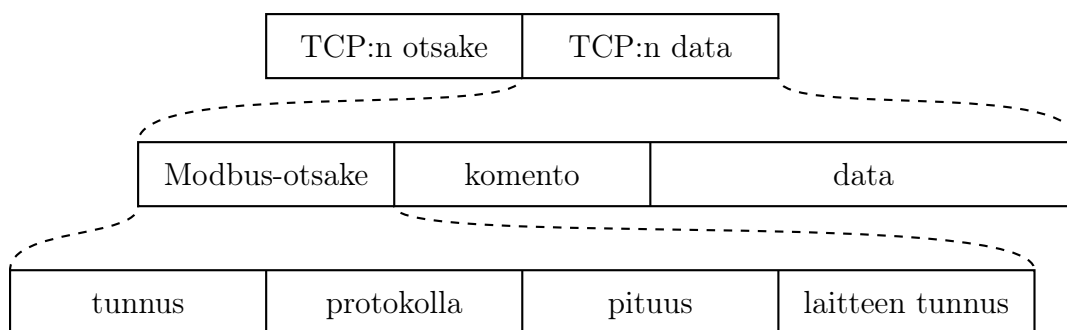 TCP:n otsake TCP:n data
Modbus-otsake komento data
tunnus protokolla pituus laitteen tunnus